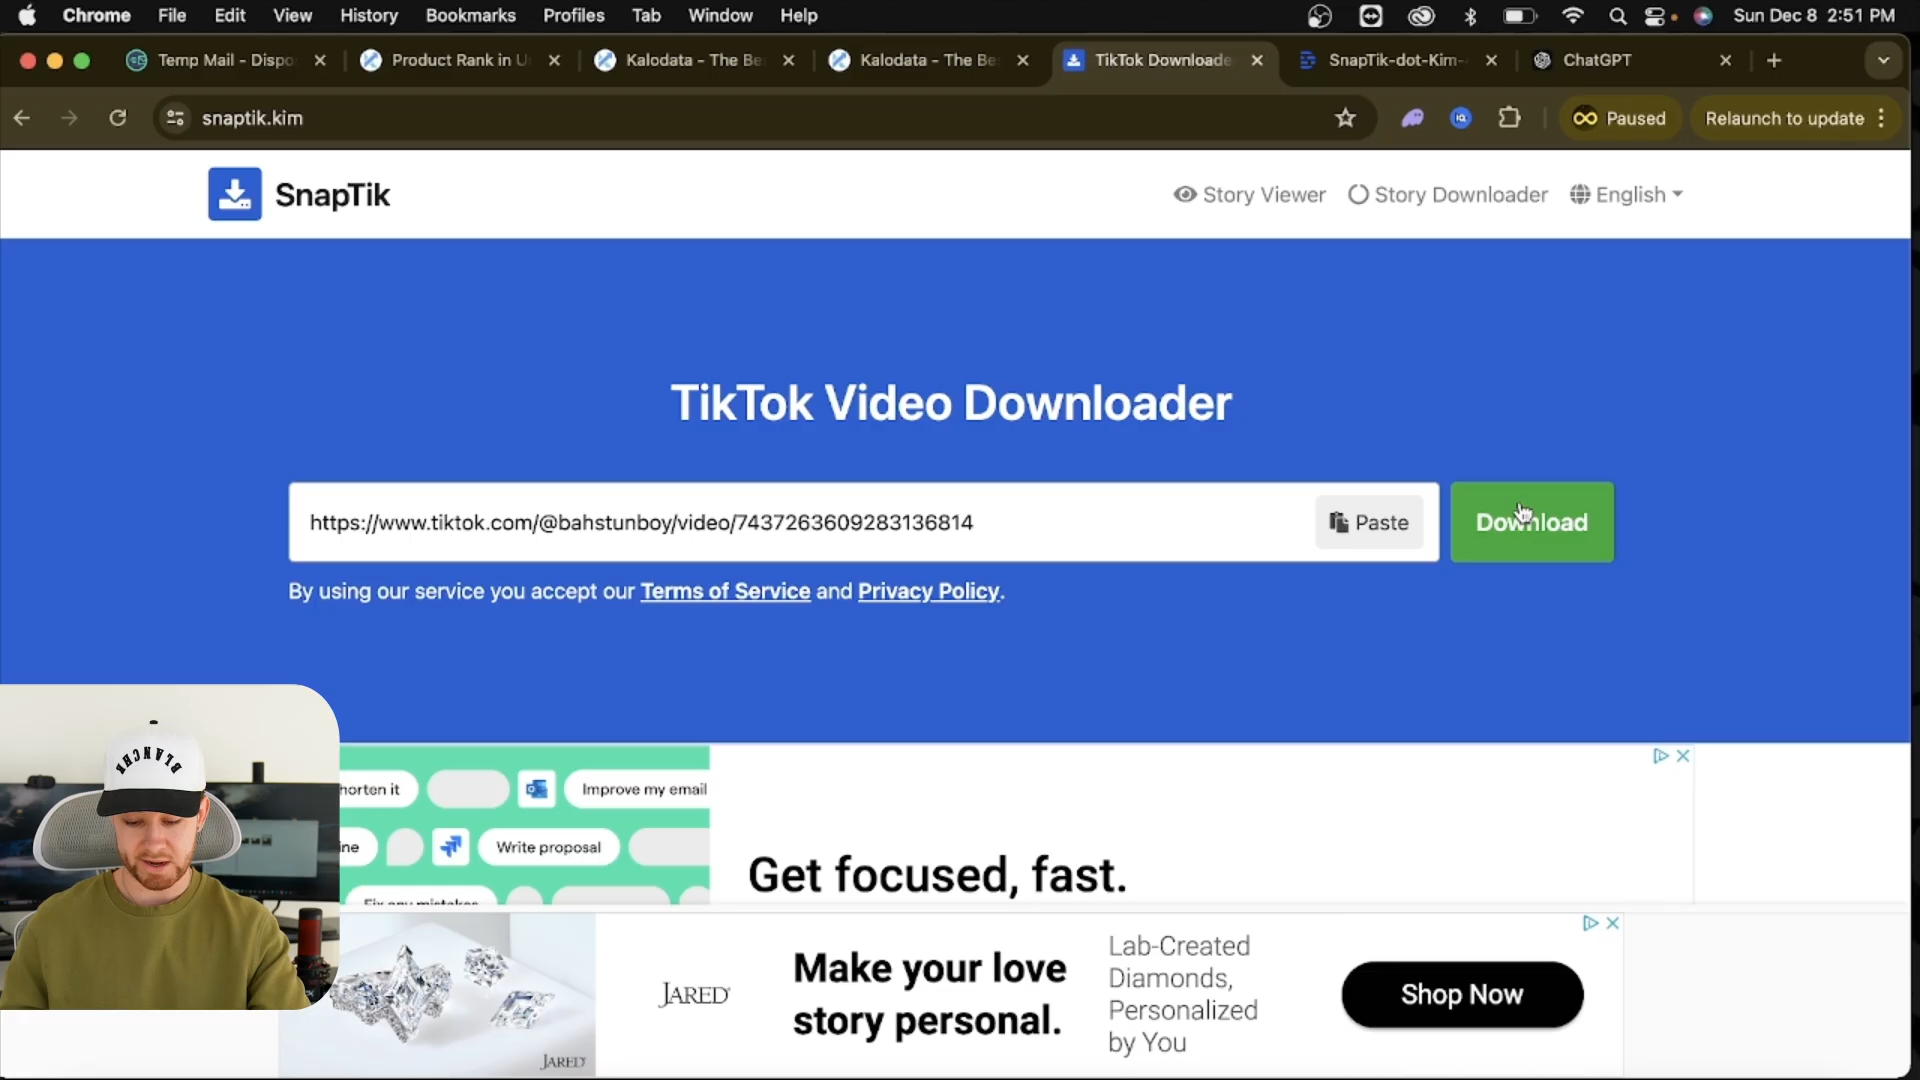 Chrome File Edit View History Bookmarks Profiles Tab Window Help Sun Dec 8 2:51 PM
Temp Mail - Dispo Product Rank in U Kalodata - The Be Kalodata - The Be TikTok Downloade SnapTik-dot-Kim- ChatGPT
snaptik.kim Paused Relaunch to update
SnapTik Story Viewer Story Downloader English
TikTok Video Downloader
https://www.tiktok.com/@bahstunboy/video/7437263609283136814 Paste Download
By using our service you accept our Terms of Service and Privacy Policy.
BLANCHE
horten it Improve my email
ine Write proposal
Fix any mistakes
Get focused, fast.
JARED
JARED
Make your love
story personal.
Lab-Created
Diamonds,
Personalized
by You
Shop Now